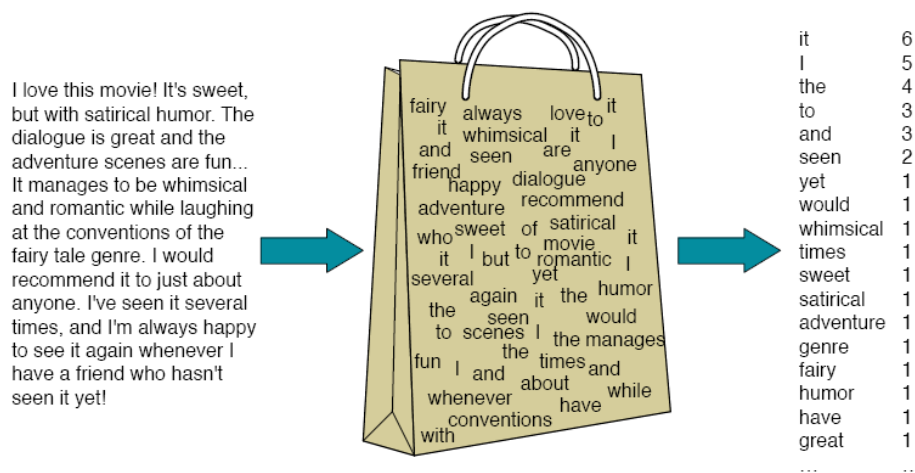 I love this movie! It's sweet,
but with satirical humor. The
dialogue is great and the
adventure scenes are fun...
It manages to be whimsical
and romantic while laughing
at the conventions of the
fairy tale genre. I would
recommend it to just about
anyone. I've seen it several
times, and I'm always happy
to see it again whenever I
have a friend who hasn't
seen it yet!
fairy always love to it
it whimsical it I
and seen are anyone
friend happy dialogue
adventure recommend
who sweet of satirical
it I but to movie romantic it I
several yet
again it the humor
the seen would
to scenes I the manages
the times and
fun I and about while
whenever have
conventions
with
it 6
I 5
the 4
to 3
and 3
seen 2
yet 1
would 1
whimsical 1
times 1
sweet 1
satirical 1
adventure 1
genre 1
fairy 1
humor 1
have 1
great 1